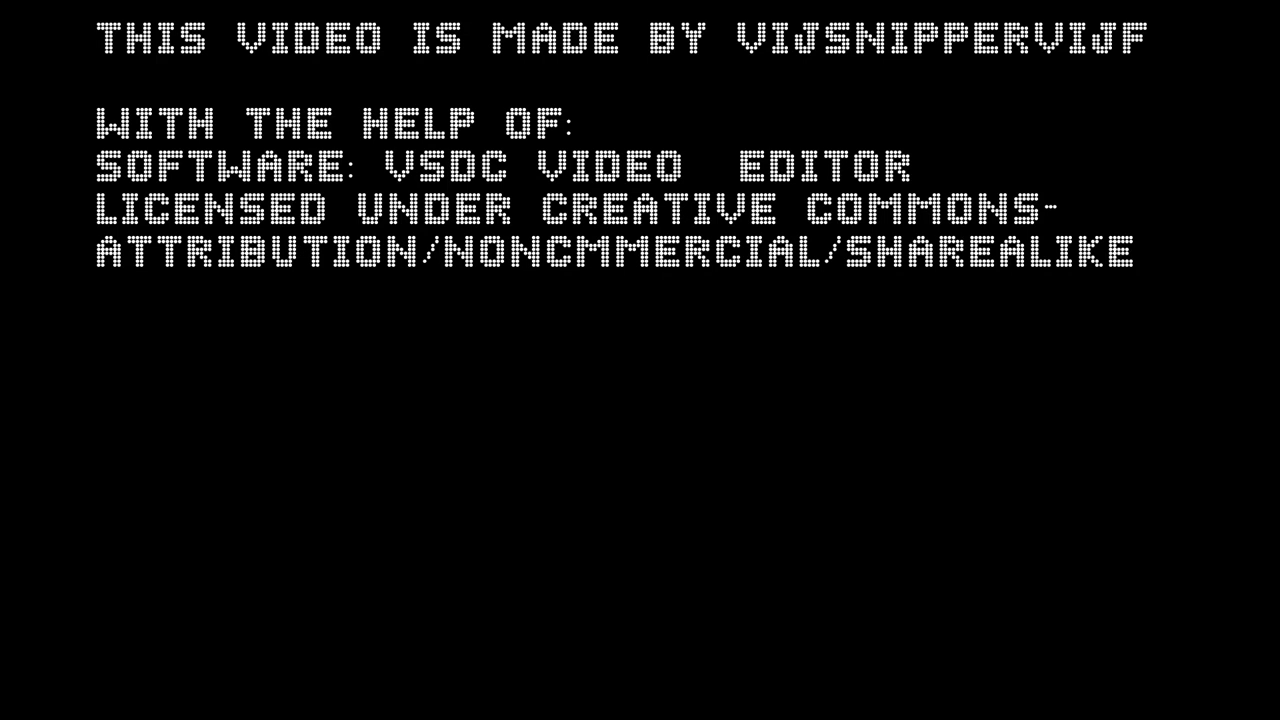 THIS VIDEO IS MADE BY VIJSNIPPERVIJF
WITH THE HELP OF:
SOFTWARE: VSDC VIDEO  EDITOR
LICENSED UNDER CREATIVE COMMONS-
ATTRIBUTION/NONCMMERCIAL/SHAREALIKE